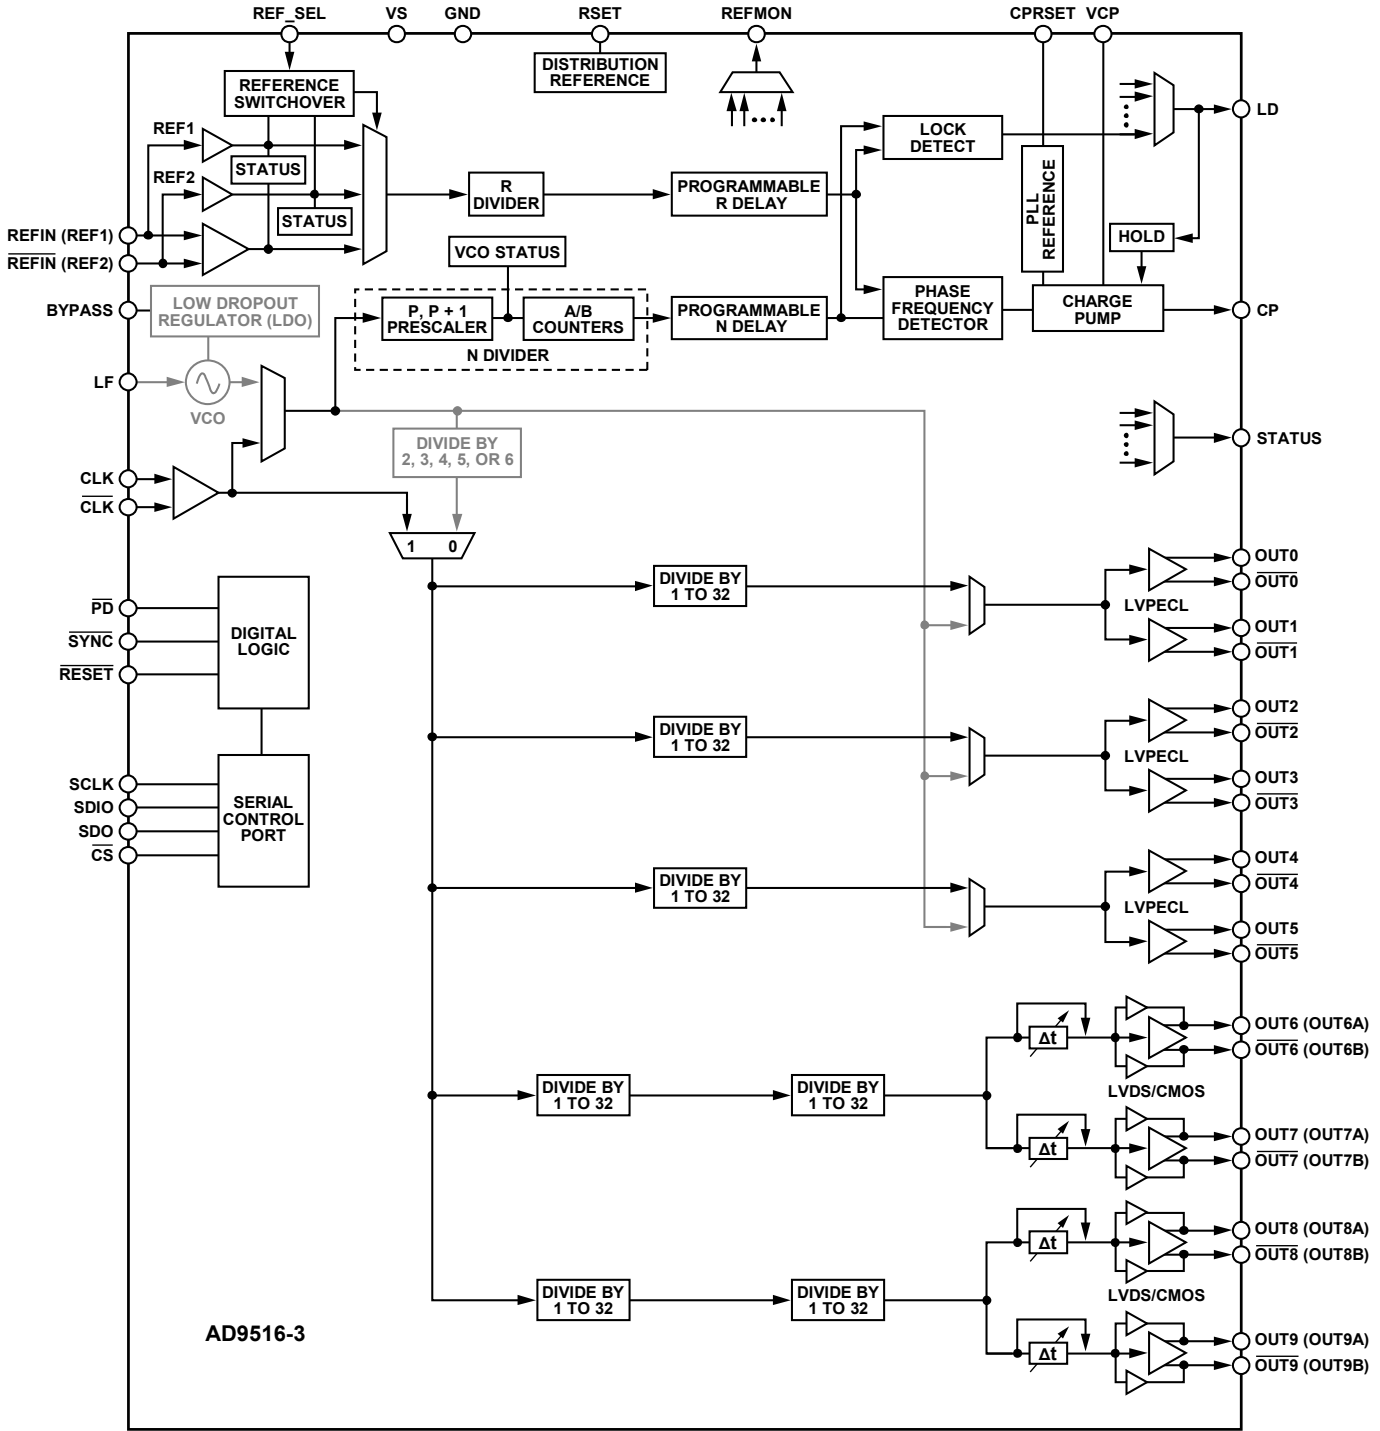 REF_SEL VS GND RSET REFMON CPRSET VCP
DISTRIBUTION
REFERENCE
REFERENCE
SWITCHOVER
LD
REF1
LOCK
DETECT
STATUS
REF2
R
DIVIDER
PROGRAMMABLE
R DELAY
PLL
REFERENCE
STATUS
REFIN (REF1)
HOLD
VCO STATUS
REFIN (REF2)
LOW DROPOUT
REGULATOR (LDO)
BYPASS
P, P + 1
PRESCALER
A/B
COUNTERS
N DIVIDER
PROGRAMMABLE
N DELAY
PHASE
FREQUENCY
DETECTOR
CHARGE
PUMP
CP
LF
VCO
STATUS
DIVIDE BY
2, 3, 4, 5, OR 6
CLK
CLK
1 0
DIVIDE BY
1 TO 32
LVPECL
OUT0
OUT0
OUT1
OUT1
PD
SYNC
RESET
DIGITAL
LOGIC
DIVIDE BY
1 TO 32
LVPECL
OUT2
OUT2
OUT3
OUT3
SCLK
SDIO
SDO
CS
SERIAL
CONTROL
PORT
DIVIDE BY
1 TO 32
LVPECL
OUT4
OUT4
OUT5
OUT5
DIVIDE BY
1 TO 32
DIVIDE BY
1 TO 32
Δt
Δt
LVDS/CMOS
OUT6 (OUT6A)
OUT6 (OUT6B)
OUT7 (OUT7A)
OUT7 (OUT7B)
DIVIDE BY
1 TO 32
DIVIDE BY
1 TO 32
Δt
Δt
LVDS/CMOS
OUT8 (OUT8A)
OUT8 (OUT8B)
OUT9 (OUT9A)
OUT9 (OUT9B)
AD9516-3